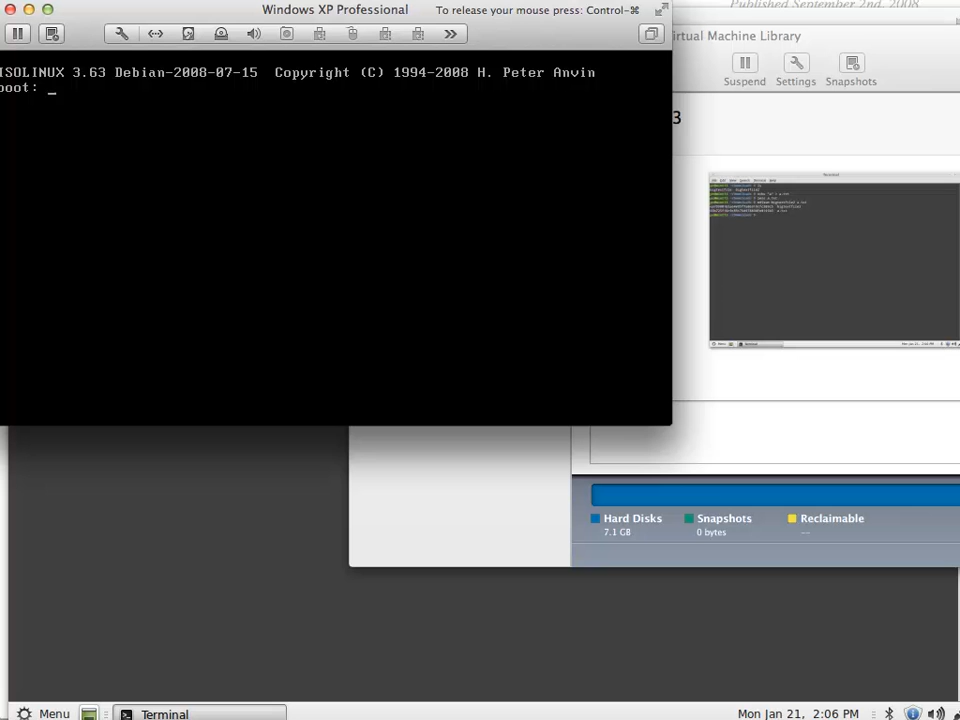 Published September 2nd, 2008
Windows XP Professional
To release your mouse press: Control-⌘
irtual Machine Library
Suspend
Settings
Snapshots
ISOLINUX 3.63 Debian-2008-07-15  Copyright (C) 1994-2008 H. Peter Anvin
boot: _
3
Hard Disks
Snapshots
Reclaimable
7.1 GB
0 bytes
---
Menu
Terminal
Mon Jan 21, 2:06 PM